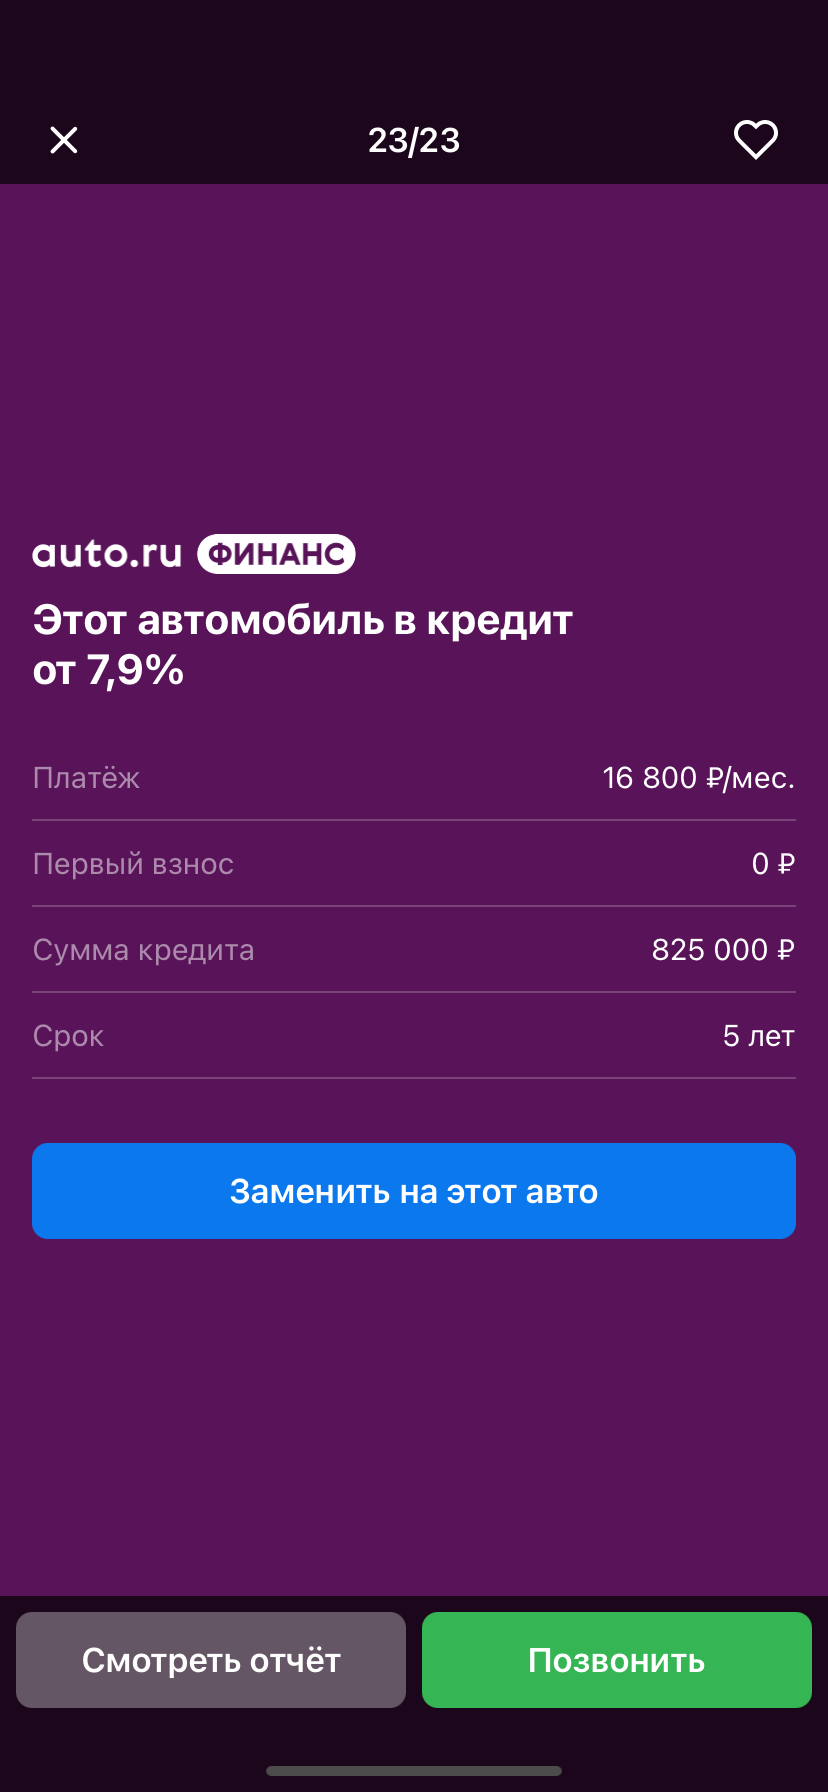 23/23
auto.ru ФИНАНС
Этот автомобиль в кредит
от 7,9%
Платёж 16 800 ₽/мес.
Первый взнос 0 ₽
Сумма кредита 825 000 ₽
Срок 5 лет
Заменить на этот авто
Смотреть отчёт Позвонить